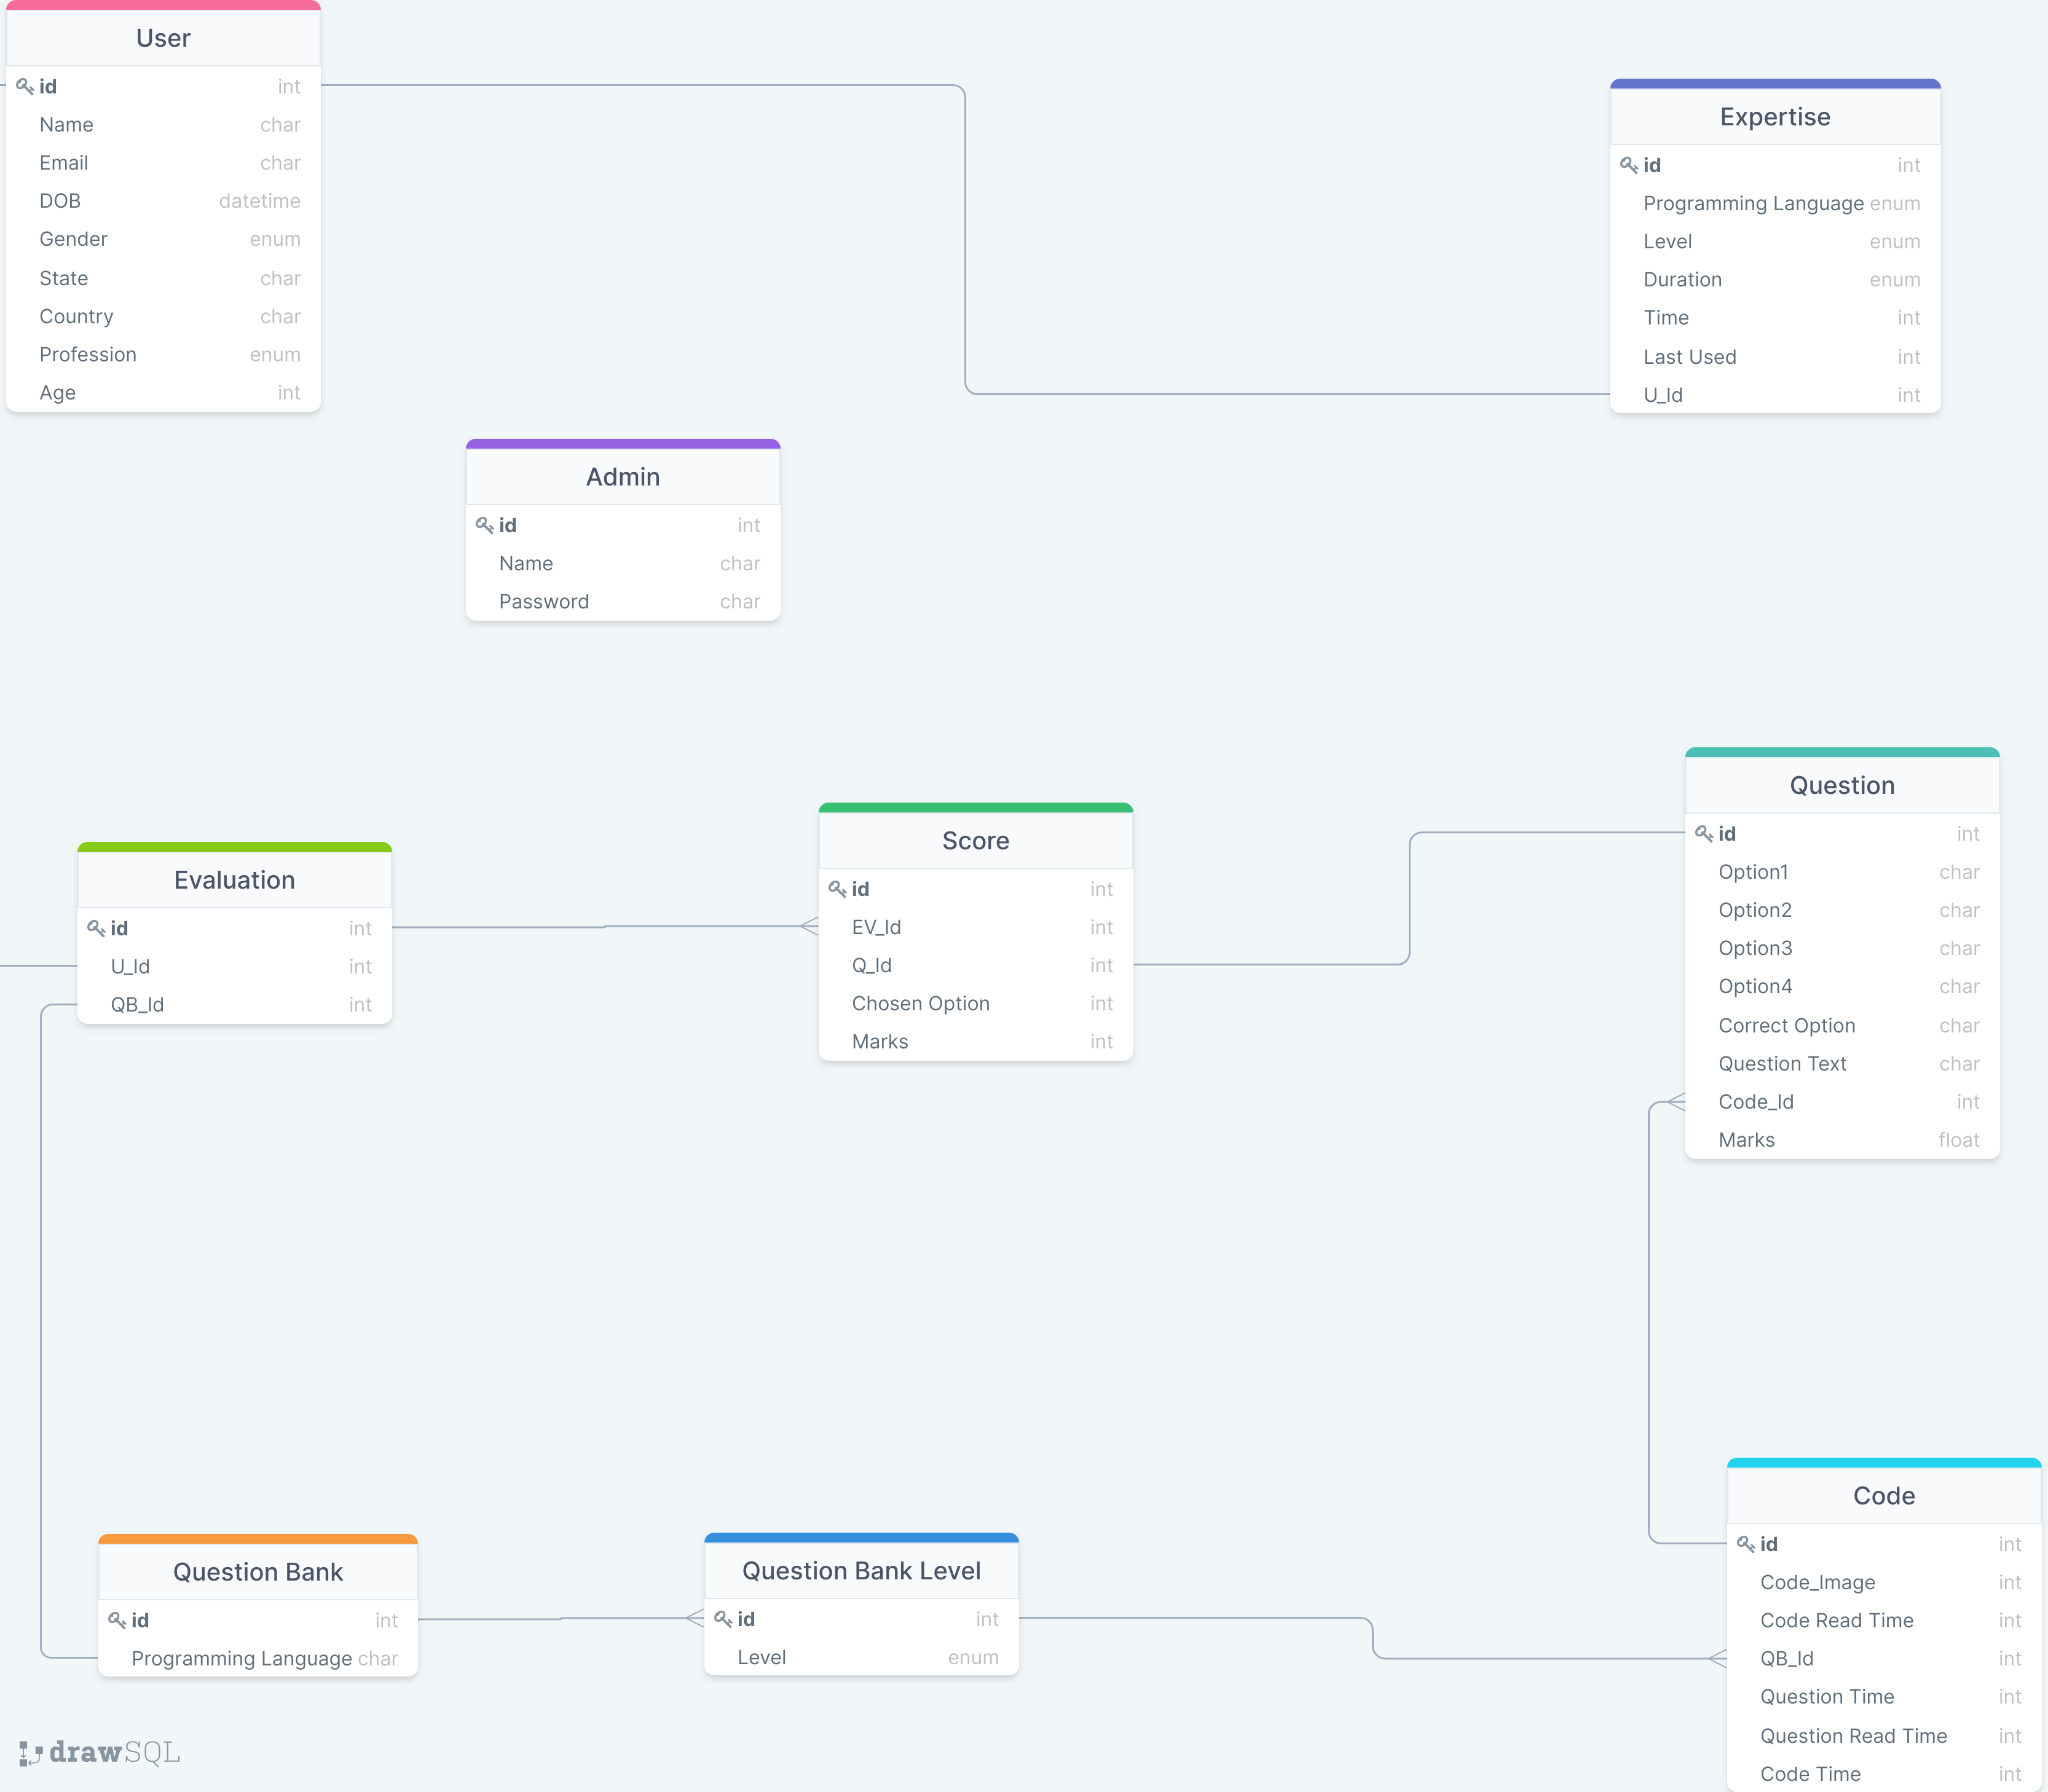 User
id int
Name char
Email char
DOB datetime
Gender enum
State char
Country char
Profession enum
Age int
Expertise
id int
Programming Language enum
Level enum
Duration enum
Time int
Last Used int
U_Id int
Admin
id int
Name char
Password char
Evaluation
id int
U_Id int
QB_Id int
Score
id int
EV_Id int
Q_Id int
Chosen Option int
Marks int
Question
id int
Option1 char
Option2 char
Option3 char
Option4 char
Correct Option char
Question Text char
Code_Id int
Marks float
Question Bank
id int
Programming Language char
Question Bank Level
id int
Level enum
Code
id int
Code_Image int
Code Read Time int
QB_Id int
Question Time int
Question Read Time int
Code Time int
drawSQL